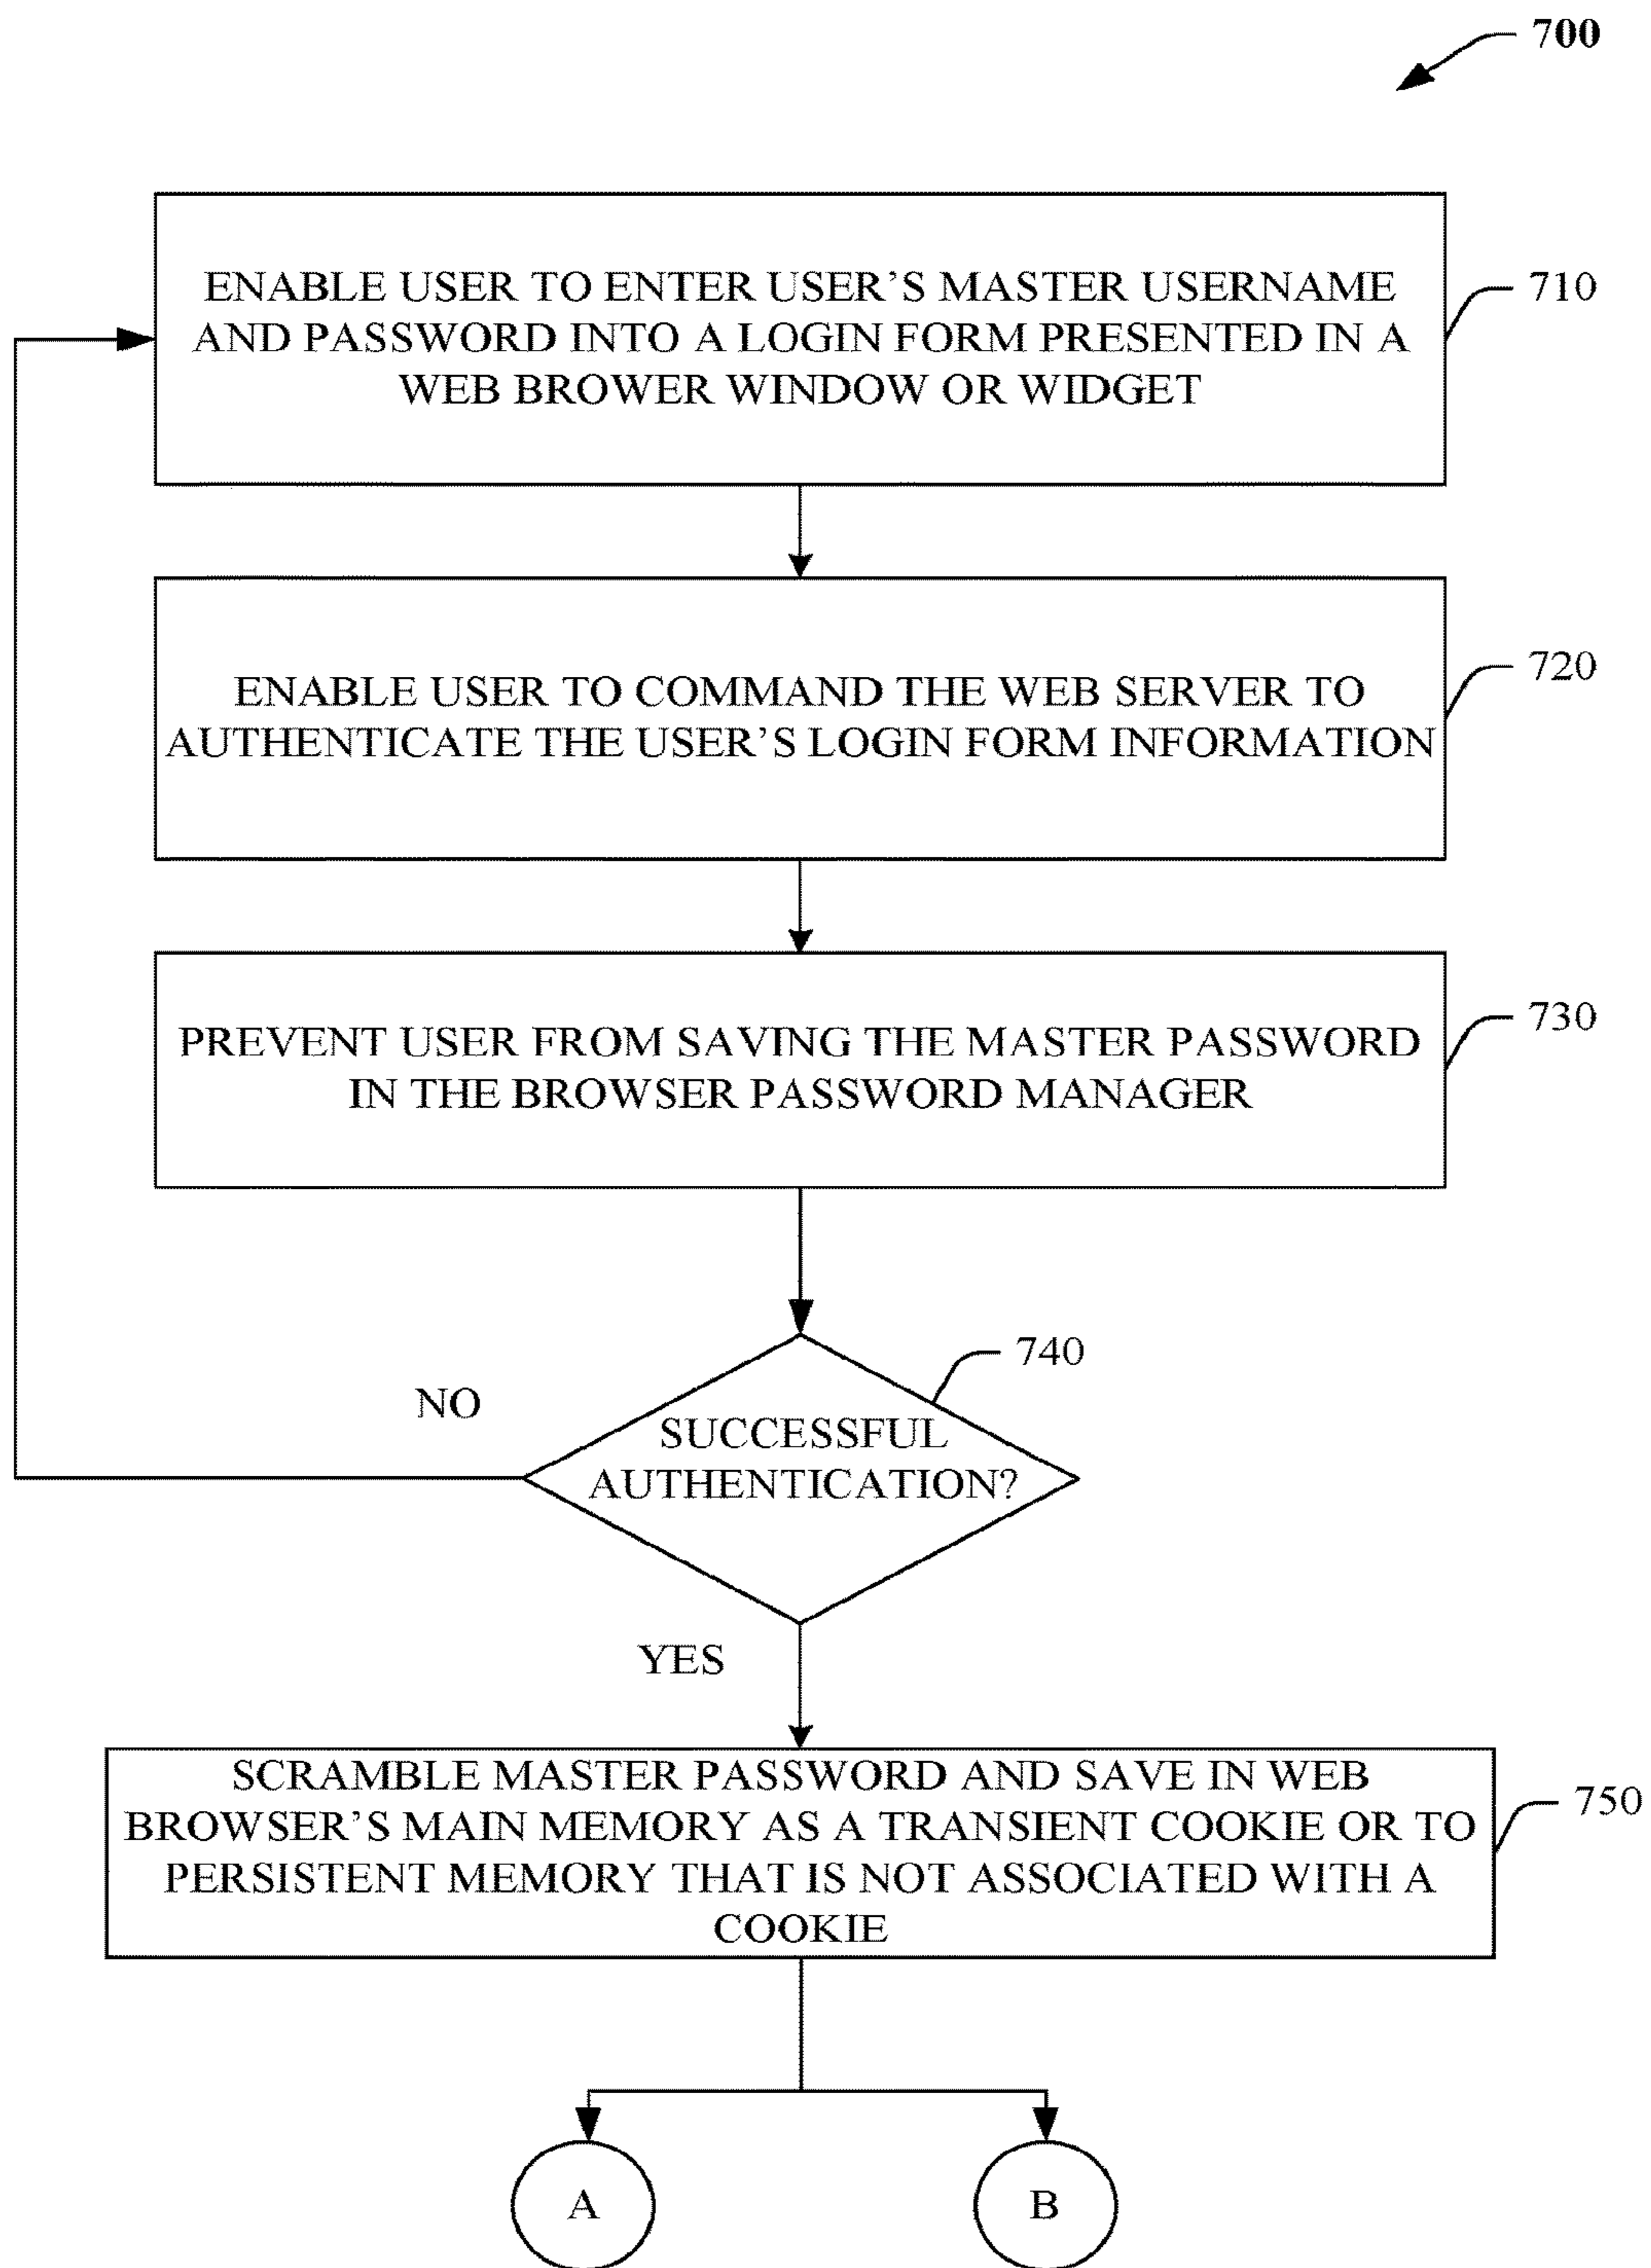 700
ENABLE USER TO ENTER USER'S MASTER USERNAME
AND PASSWORD INTO A LOGIN FORM PRESENTED IN A
WEB BROWER WINDOW OR WIDGET
710
ENABLE USER TO COMMAND THE WEB SERVER TO
AUTHENTICATE THE USER'S LOGIN FORM INFORMATION
720
PREVENT USER FROM SAVING THE MASTER PASSWORD
IN THE BROWSER PASSWORD MANAGER
730
740
NO
SUCCESSFUL
AUTHENTICATION?
YES
SCRAMBLE MASTER PASSWORD AND SAVE IN WEB
BROWSER'S MAIN MEMORY AS A TRANSIENT COOKIE OR TO
PERSISTENT MEMORY THAT IS NOT ASSOCIATED WITH A
COOKIE
750
A
B